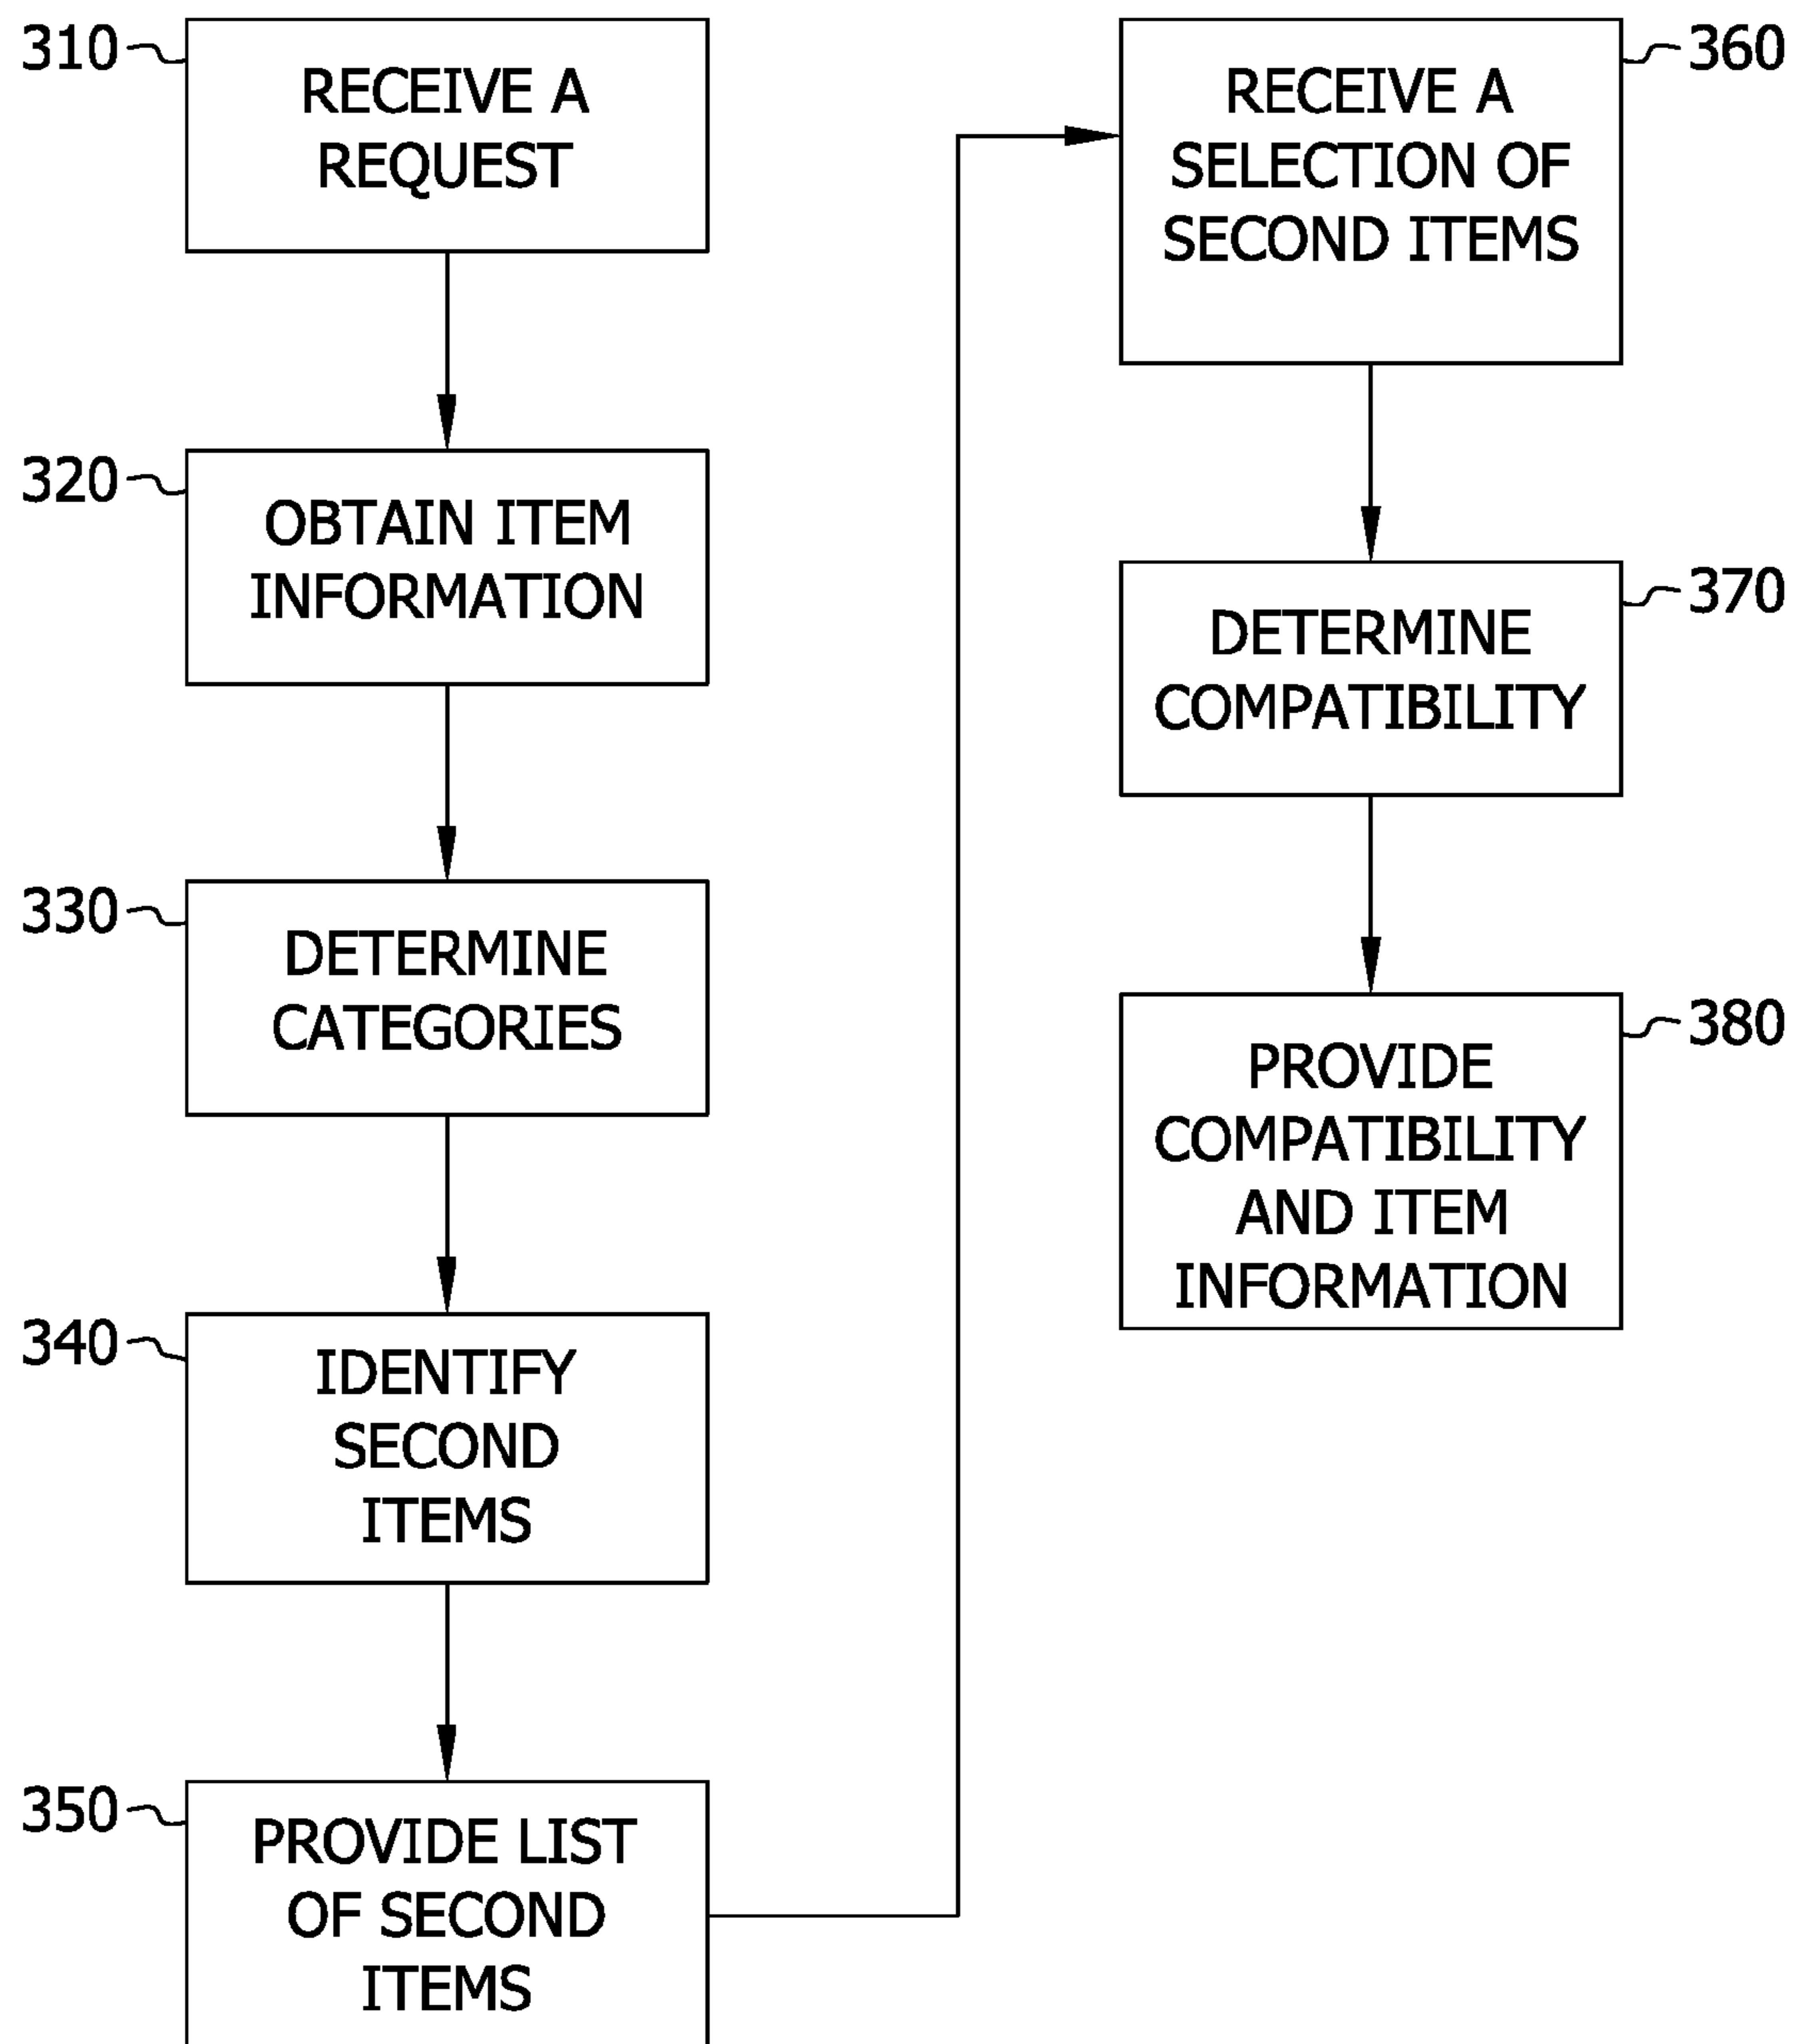 310
RECEIVE A
REQUEST
320
OBTAIN ITEM
INFORMATION
330
DETERMINE
CATEGORIES
340
IDENTIFY
SECOND
ITEMS
350
PROVIDE LIST
OF SECOND
ITEMS
360
RECEIVE A
SELECTION OF
SECOND ITEMS
370
DETERMINE
COMPATIBILITY
380
PROVIDE
COMPATIBILITY
AND ITEM
INFORMATION